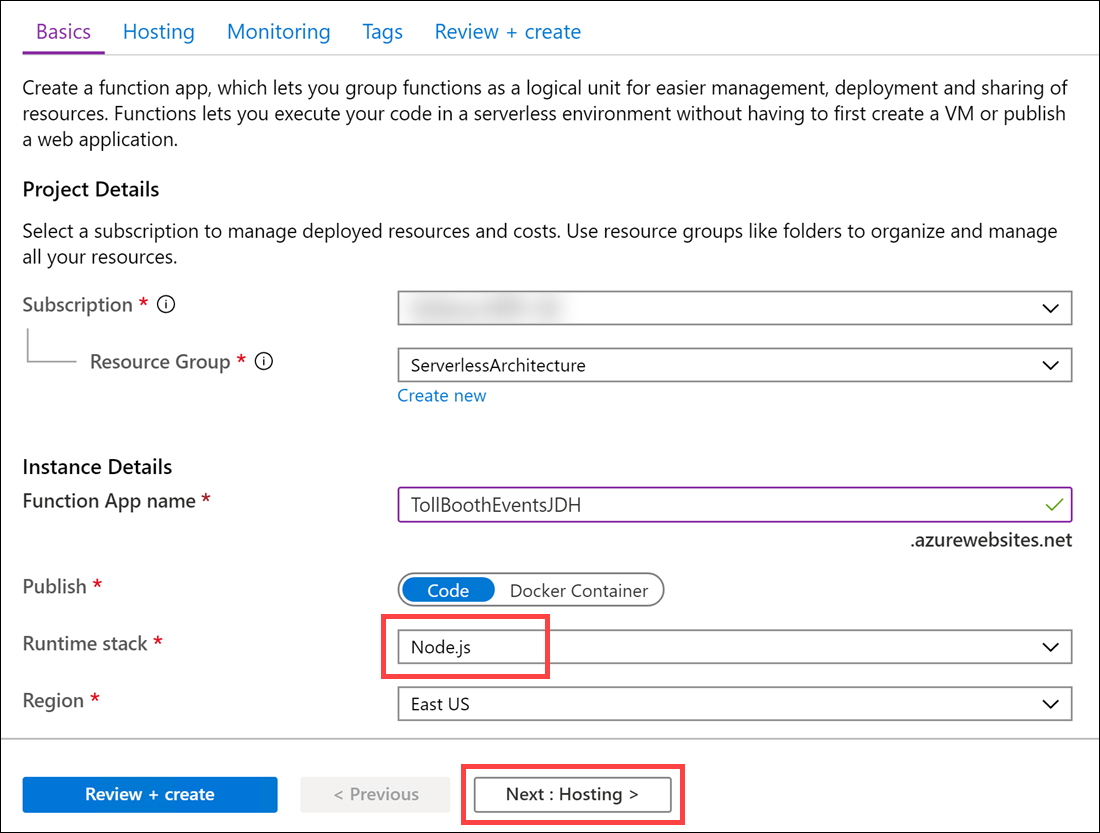 Basics Hosting Monitoring Tags Review + create
Create a function app, which lets you group functions as a logical unit for easier management, deployment and sharing of
resources. Functions lets you execute your code in a serverless environment without having to first create a VM or publish
a web application.
Project Details
Select a subscription to manage deployed resources and costs. Use resource groups like folders to organize and manage
all your resources.
Subscription *
Resource Group * ServerlessArchitecture
Create new
Instance Details
Function App name * TollBoothEventsJDH
.azurewebsites.net
Publish * Code Docker Container
Runtime stack * Node.js
Region * East US
Review + create < Previous Next : Hosting >